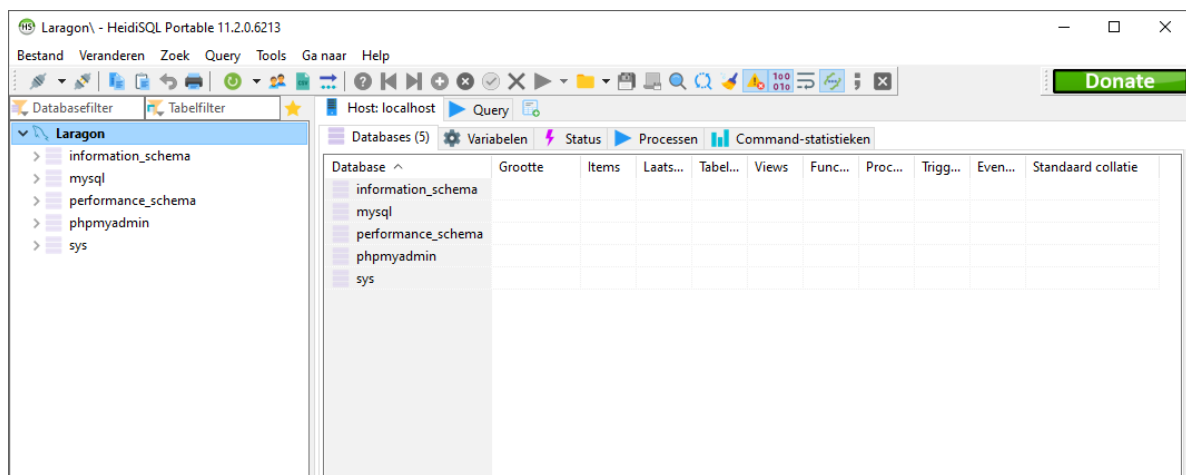 Laragon\ - HeidiSQL Portable 11.2.0.6213
Bestand Veranderen Zoek Query Tools Ga naar Help
Donate
Databasefilter Tabelfilter Host: localhost Query
Laragon Databases (5) Variabelen Status Processen Command-statistieken
information_schema
mysql
performance_schema
phpmyadmin
sys
Database Grootte Items Laats... Tabel... Views Func... Proc... Trigg... Even... Standaard collatie
information_schema
mysql
performance_schema
phpmyadmin
sys